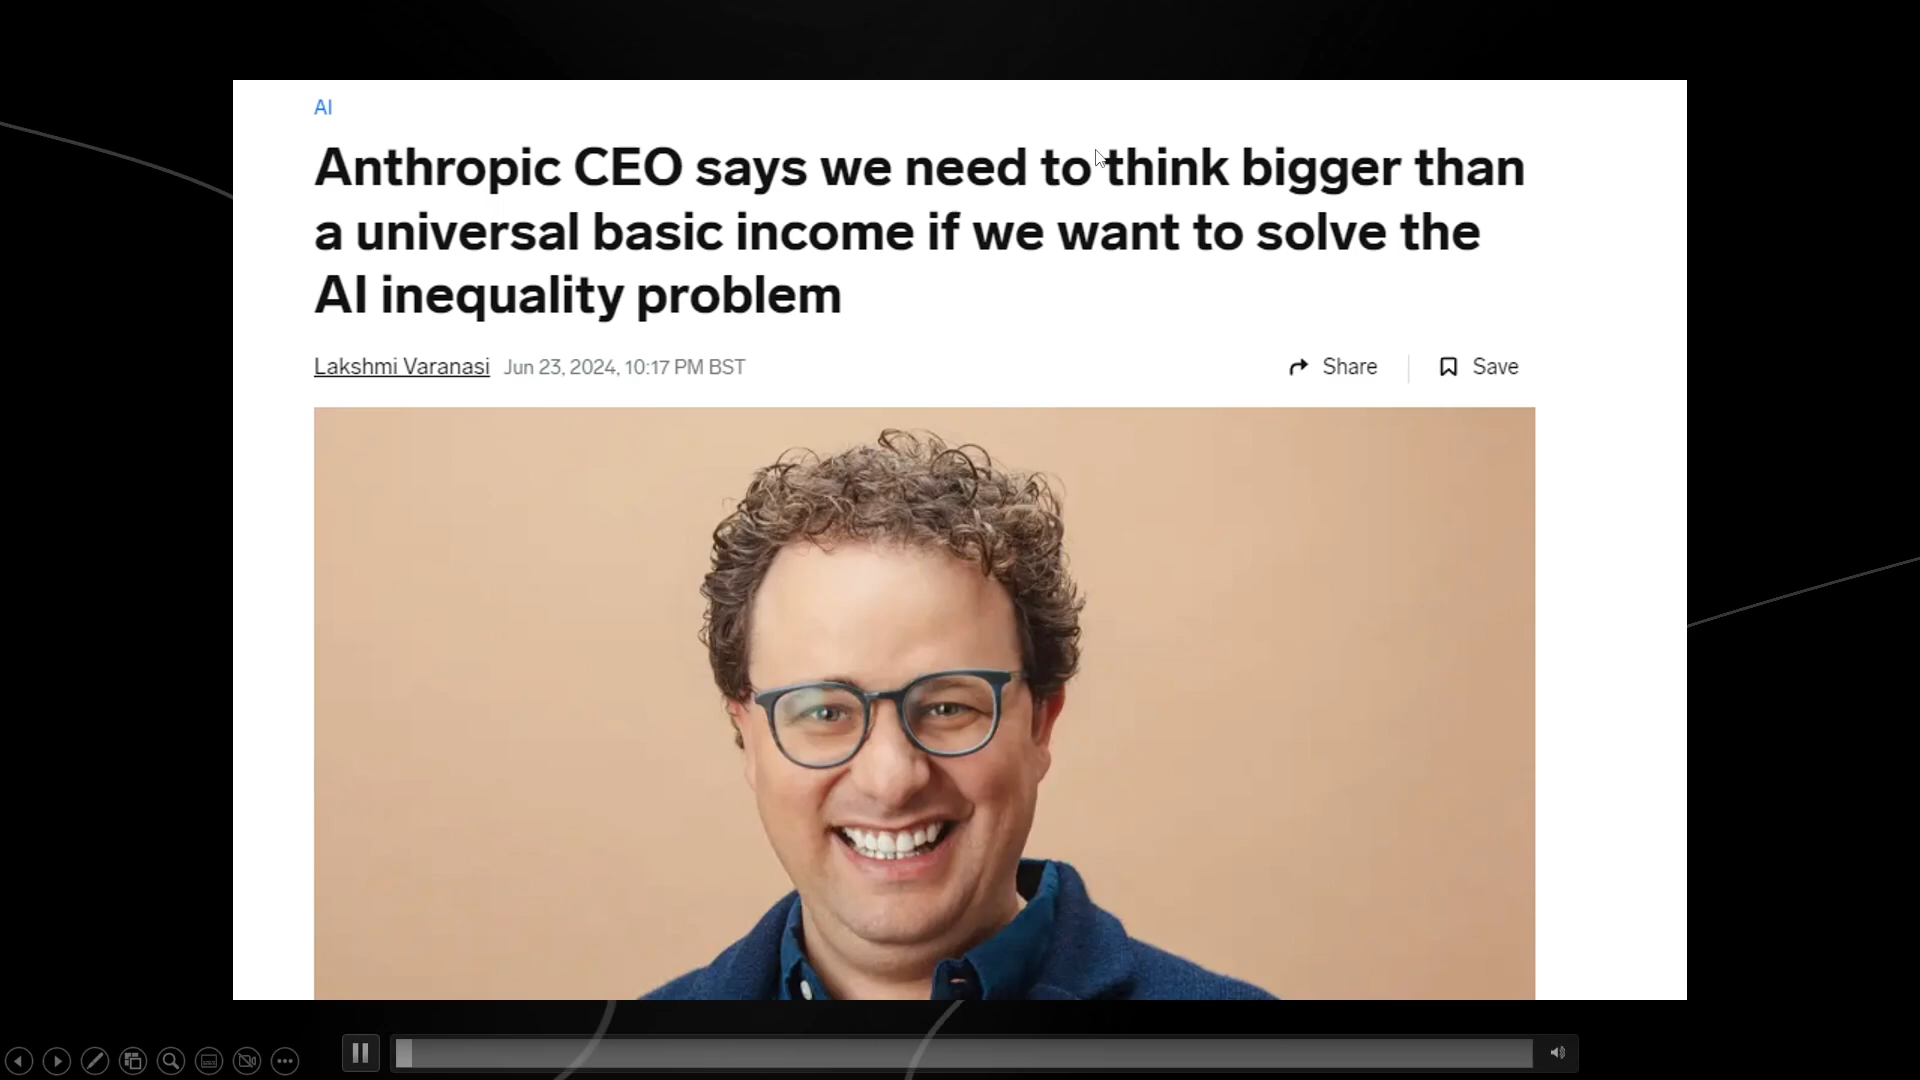 AI
Anthropic CEO says we need to think bigger than
a universal basic income if we want to solve the
AI inequality problem
Lakshmi Varanasi Jun 23, 2024, 10:17 PM BST Share Save